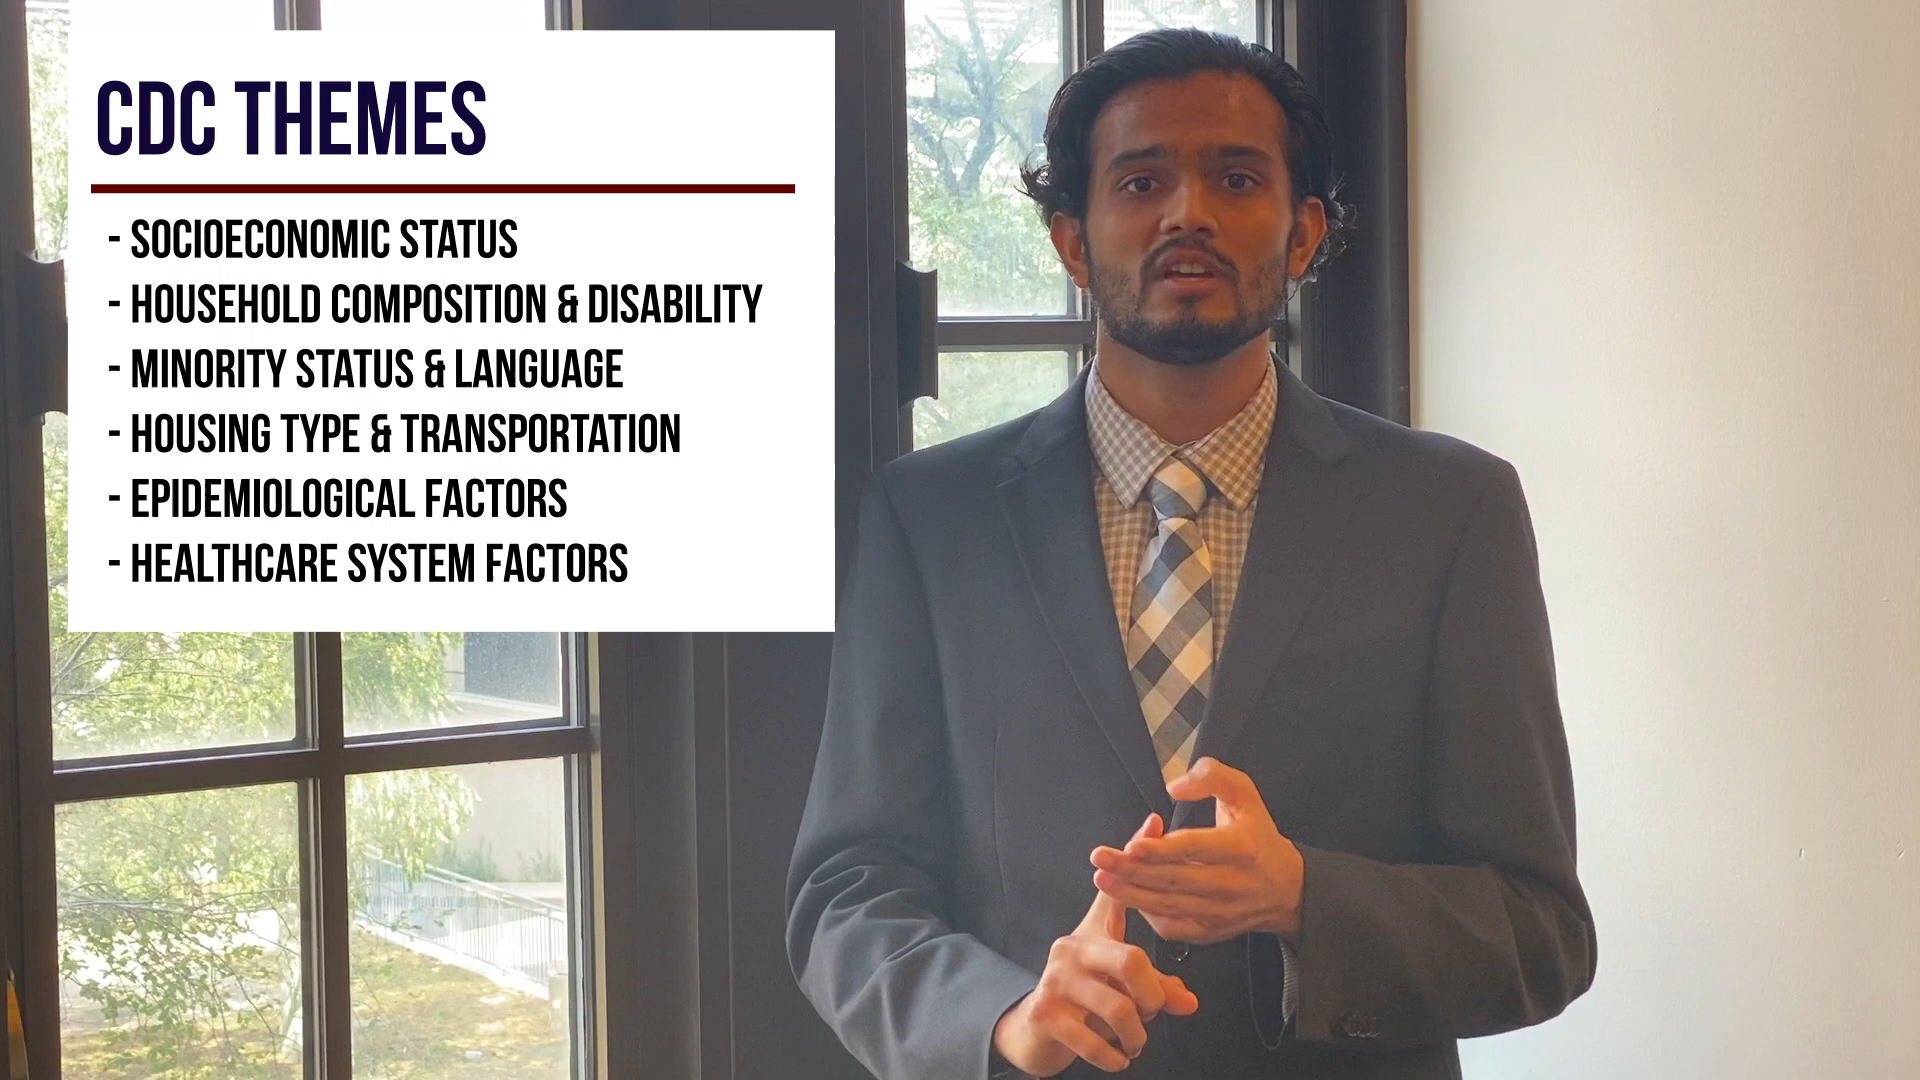 CDC THEMES
- SOCIOECONOMIC STATUS
- HOUSEHOLD COMPOSITION & DISABILITY
- MINORITY STATUS & LANGUAGE
- HOUSING TYPE & TRANSPORTATION
- EPIDEMIOLOGICAL FACTORS
- HEALTHCARE SYSTEM FACTORS